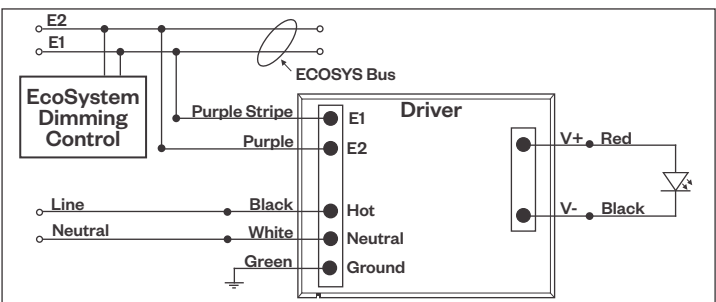 E2
E1
ECOSYS Bus
EcoSystem
Dimming
Control
Purple Stripe
E1
Driver
Purple
E2
V+ Red
Line
Black
Hot
V- Black
Neutral
White
Neutral
Green
Ground